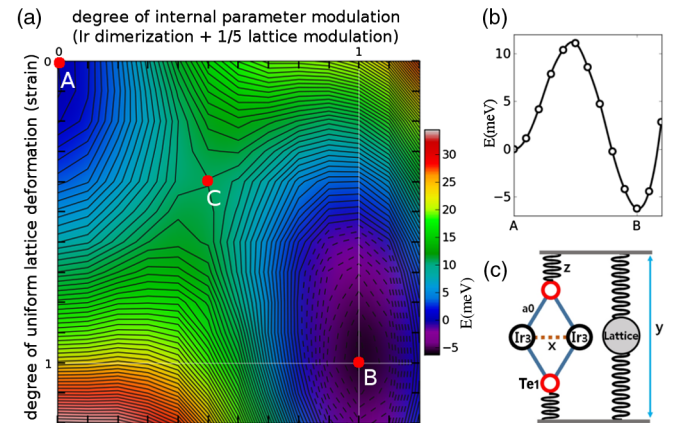 (a)
degree of internal parameter modulation
(Ir dimerization + 1/5 lattice modulation)
0
1
0
1
degree of uniform lattice deformation (strain)
A
C
B
30
25
20
15
10
5
0
−5
E(meV)
(b)
10
5
0
−5
E(meV)
A
B
(c)
z
a0
Ir3
x
Ir3
Te1
Lattice
y